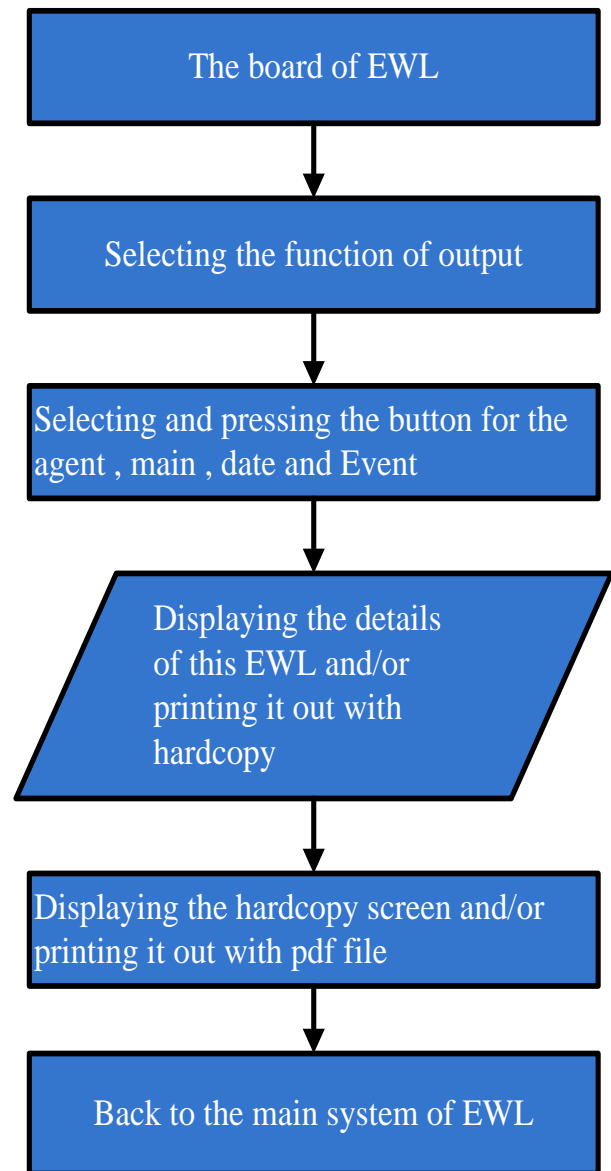 The board of EWL
Selecting the function of output
Selecting and pressing the button for the
agent , main , date and Event
Displaying the details
of this EWL and/or
printing it out with
hardcopy
Displaying the hardcopy screen and/or
printing it out with pdf file
Back to the main system of EWL